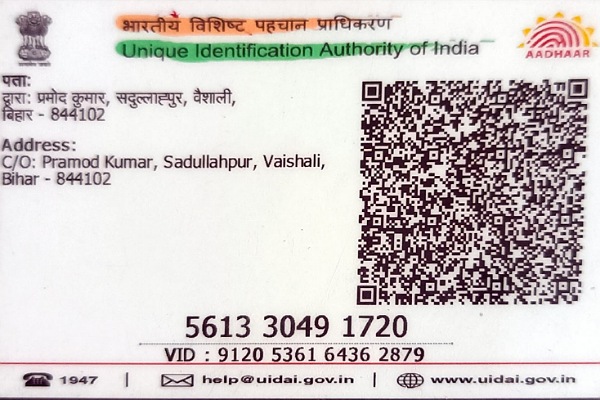 भारतीय विशिष्ट पहचान प्राधिकरण
Unique Identification Authority of India
AADHAAR
पता:
द्वारा: प्रमोद कुमार, सदुल्लाह्पुर, वैशाली,
बिहार - 844102
Address:
C/O: Pramod Kumar, Sadullahpur, Vaishali,
Bihar - 844102
5613 3049 1720
VID : 9120 5361 6436 2879
1947 | help@uidai.gov.in | www.uidai.gov.in